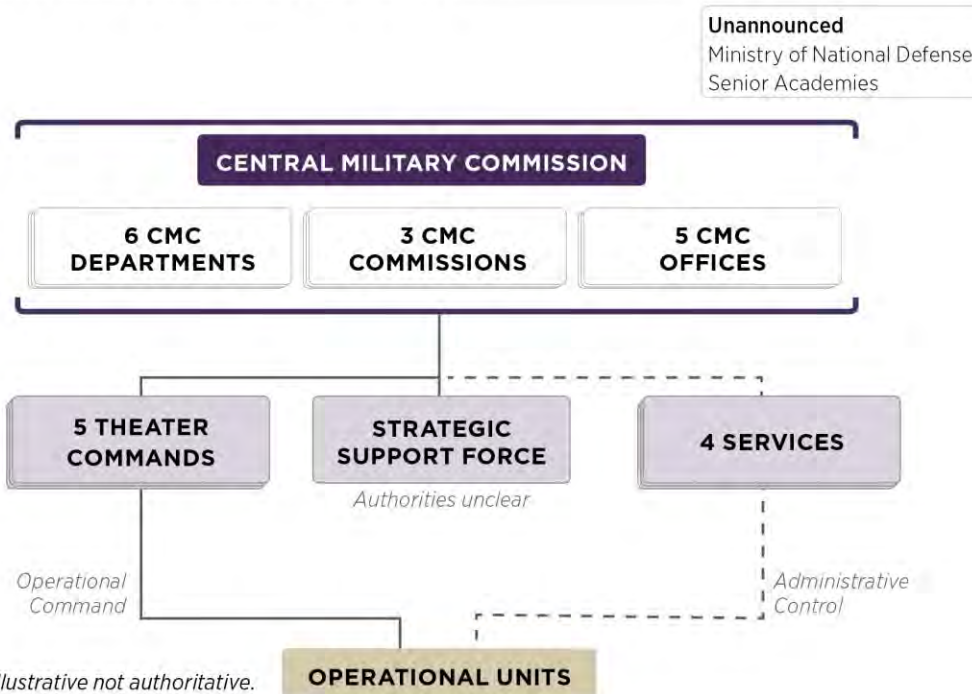 Unannounced
Ministry of National Defense
Senior Academies
CENTRAL MILITARY COMMISSION
6 CMC
DEPARTMENTS
3 CMC
COMMISSIONS
5 CMC
OFFICES
5 THEATER
COMMANDS
STRATEGIC
SUPPORT FORCE
4 SERVICES
Authorities unclear
Operational
Command
Administrative
Control
llustrative not authoritative.
OPERATIONAL UNITS